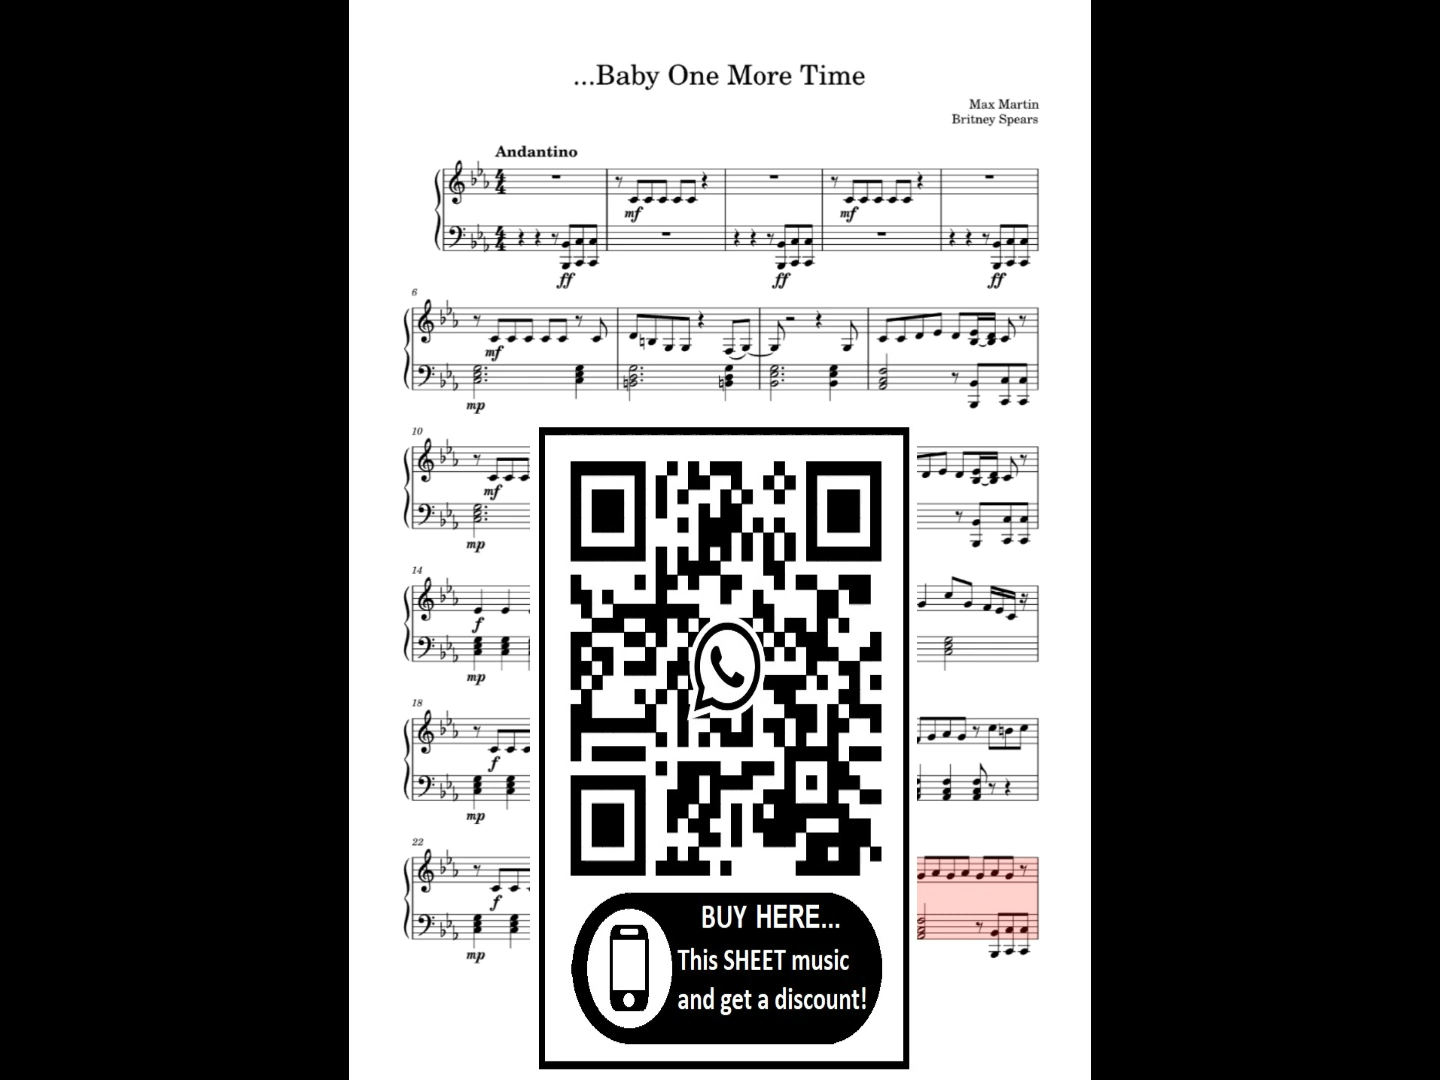 ...Baby One More Time
Max Martin
Britney Spears
Andantino
mf
mf
ff
ff
ff
6
mf
mp
10
mf
mp
14
f
mp
18
f
mp
22
f
mp
BUY HERE...
This SHEET music
and get a discount!